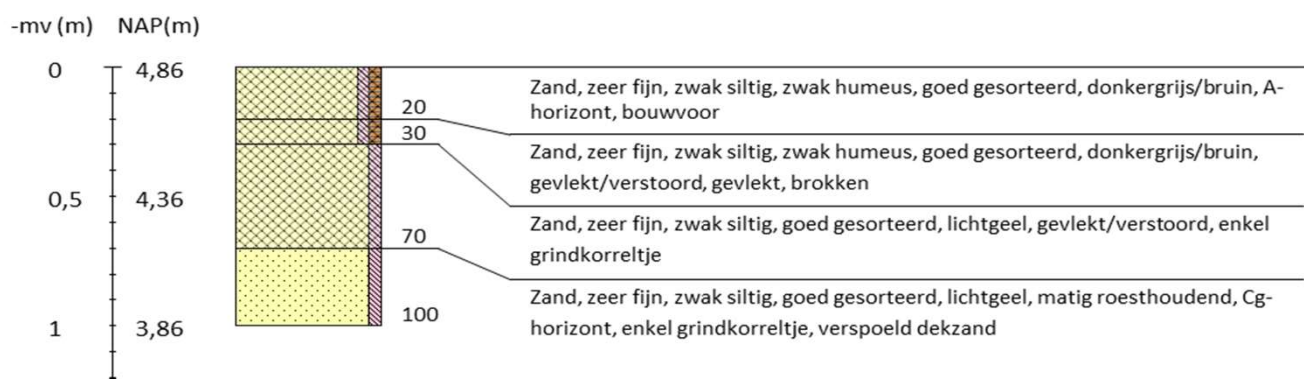 -mv (m) NAP(m)
0 4,86
Zand, zeer fijn, zwak siltig, zwak humeus, goed gesorteerd, donkergrijs/bruin, A-
horizont, bouwvoor
20
30
Zand, zeer fijn, zwak siltig, zwak humeus, goed gesorteerd, donkergrijs/bruin,
gevlekt/verstoord, gevlekt, brokken
0,5 4,36
Zand, zeer fijn, zwak siltig, goed gesorteerd, lichtgeel, gevlekt/verstoord, enkel
grindkorreltje
70
Zand, zeer fijn, zwak siltig, goed gesorteerd, lichtgeel, matig roesthoudend, Cg-
horizont, enkel grindkorreltje, verspoeld dekzand
100
1 3,86